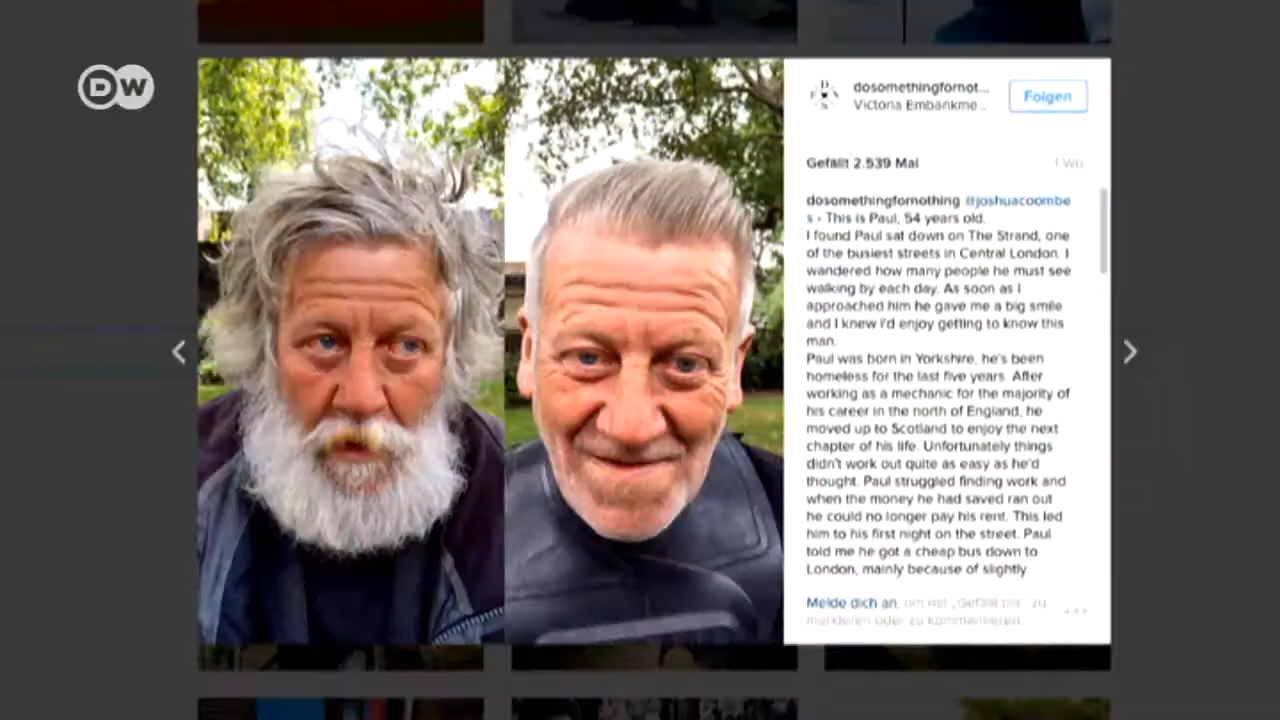 DW
dosomethingfornot...
Victoria Embankme...
Folgen
Gefällt 2.539 Mal
1 Wo
dosomethingfornothing @joshuacoombe
s - This is Paul, 54 years old.
I found Paul sat down on The Strand, one
of the busiest streets in Central London. I
wandered how many people he must see
walking by each day. As soon as I
approached him he gave me a big smile
and I knew I'd enjoy getting to know this
man.
Paul was born in Yorkshire, he's been
homeless for the last five years. After
working as a mechanic for the majority of
his career in the north of England, he
moved up to Scotland to enjoy the next
chapter of his life. Unfortunately things
didn't work out quite as easy as he'd
thought. Paul struggled finding work and
when the money he had saved ran out
he could no longer pay his rent. This led
him to his first night on the street. Paul
told me he got a cheap bus down to
London, mainly because of slightly
Melde dich an, um mit „Gefällt mir" zu
markieren oder zu kommentieren.